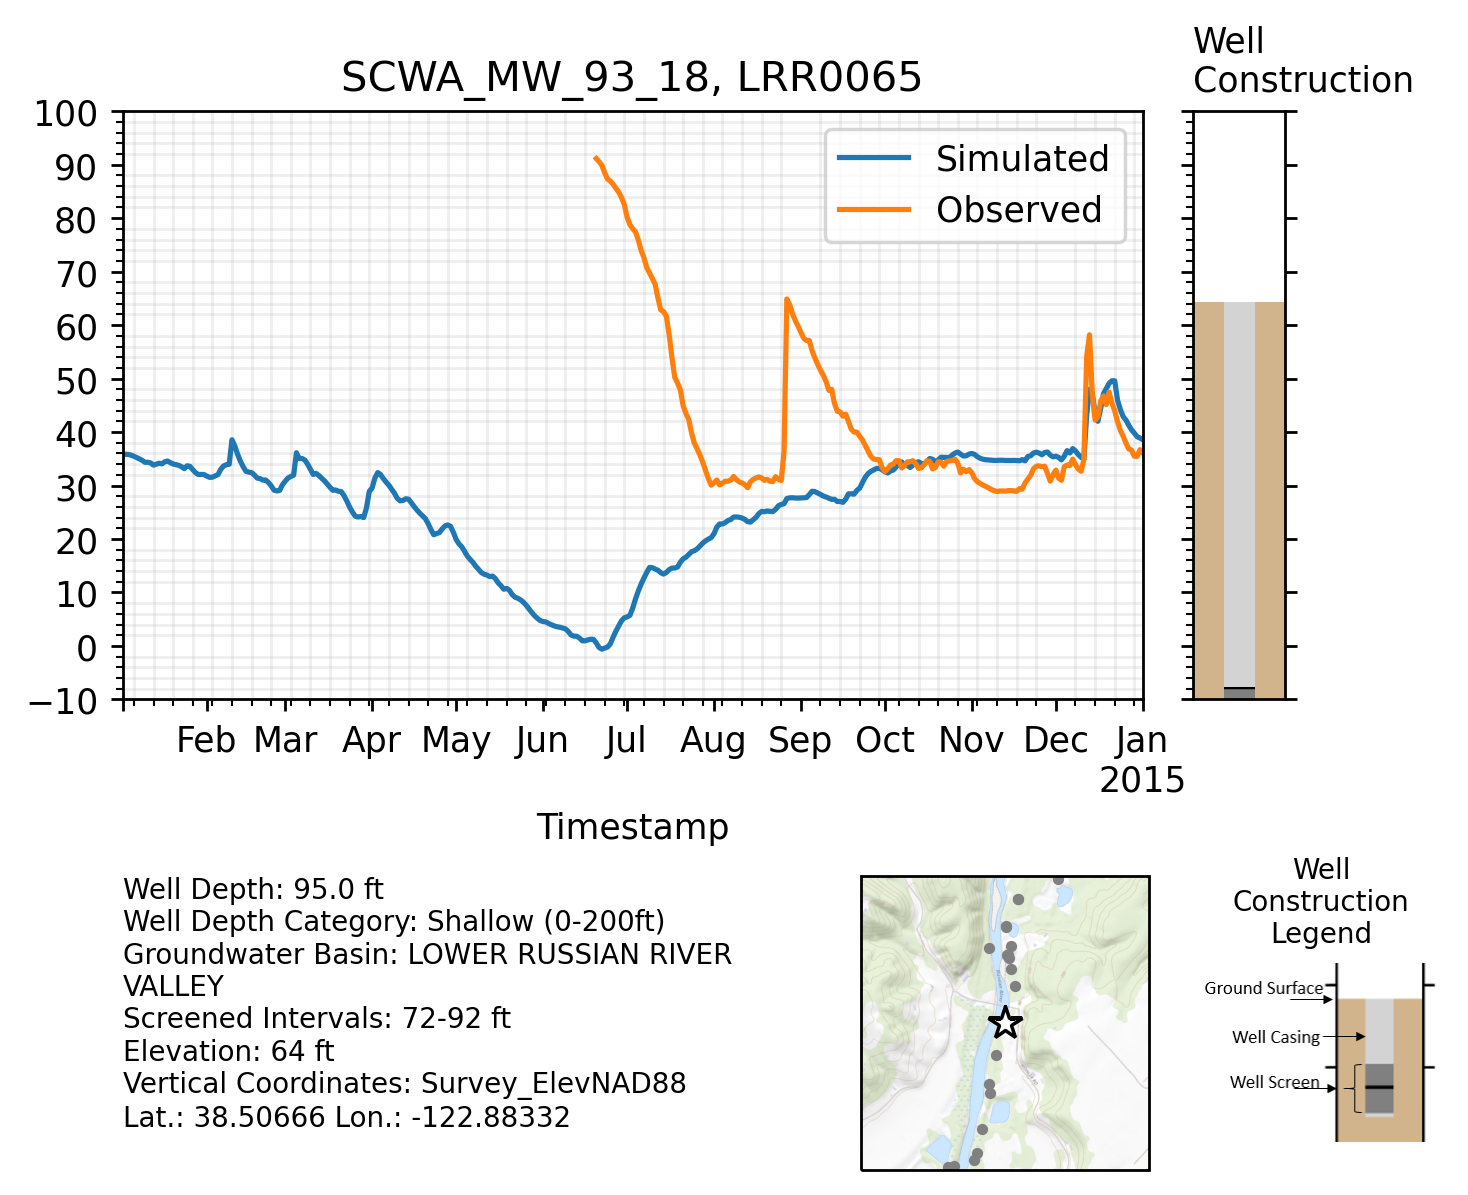 Well
Construction
SCWA_MW_93_18, LRR0065
Simulated
Observed
100
90
80
70
60
50
40
30
20
10
0
−10
Feb Mar Apr May Jun Jul Aug Sep Oct Nov Dec Jan
2015
Timestamp
Well Depth: 95.0 ft
Well Depth Category: Shallow (0-200ft)
Groundwater Basin: LOWER RUSSIAN RIVER
VALLEY
Screened Intervals: 72-92 ft
Elevation: 64 ft
Vertical Coordinates: Survey_ElevNAD88
Lat.: 38.50666 Lon.: -122.88332
Well
Construction
Legend
Ground Surface
Well Casing
Well Screen